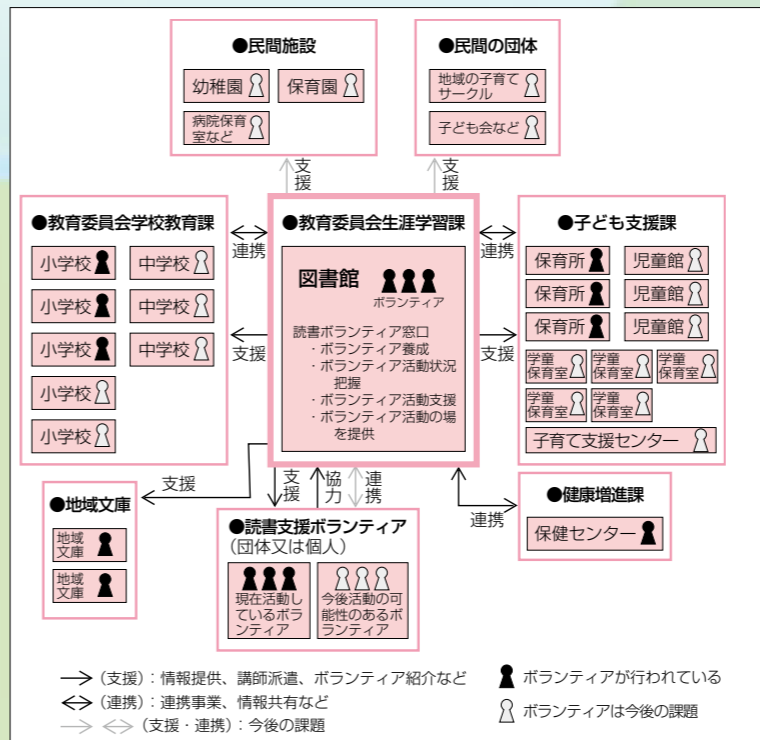 ●民間施設
幼稚園
保育園
病院保育
室など
●民間の団体
地域の子育て
サークル
子ども会など
支援
支援
●教育委員会学校教育課
小学校
中学校
小学校
中学校
小学校
中学校
小学校
小学校
連携
支援
●教育委員会生涯学習課
図書館
ボランティア
読書ボランティア窓口
・ボランティア養成
・ボランティア活動状況
把握
・ボランティア活動支援
・ボランティア活動の場
を提供
連携
支援
●子ども支援課
保育所
児童館
保育所
児童館
保育所
児童館
学童
保育室
学童
保育室
学童
保育室
学童
保育室
学童
保育室
子育て支援センター
支援
●地域文庫
地域
文庫
地域
文庫
支援
協力
連携
●読書支援ボランティア
(団体又は個人)
現在活動し
ているボラ
ンティア
今後活動の可
能性のあるボ
ランティア
連携
●健康増進課
保健センター
(支援):情報提供、講師派遣、ボランティア紹介など
(連携):連携事業、情報共有など
(支援・連携):今後の課題
ボランティアが行われている
ボランティアは今後の課題